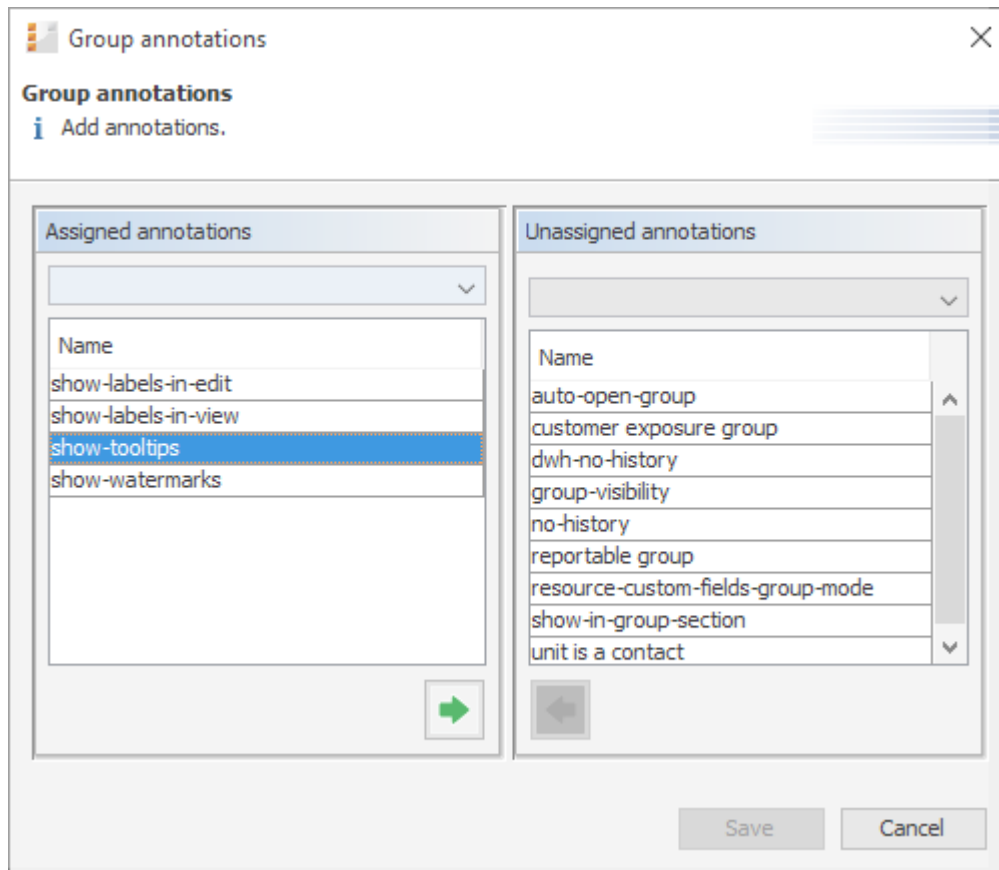 Group annotations
Group annotations
Add annotations.
Assigned annotations
Name
show-labels-in-edit
show-labels-in-view
show-tooltips
show-watermarks
Unassigned annotations
Name
auto-open-group
customer exposure group
dwh-no-history
group-visibility
no-history
reportable group
resource-custom-fields-group-mode
show-in-group-section
unit is a contact
Save
Cancel